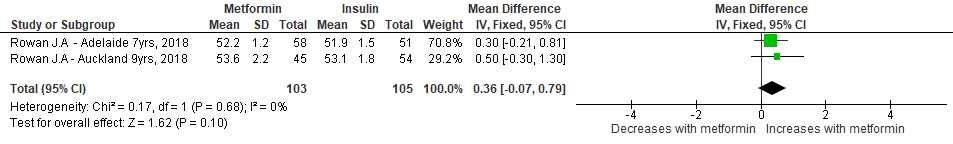 Metformin Insulin Mean Difference Mean Difference
Study or Subgroup Mean SD Total Mean SD Total Weight IV, Fixed, 95% CI IV, Fixed, 95% CI
Rowan J.A - Adelaide 7yrs, 2018 52.2 1.2 58 51.9 1.5 51 70.8% 0.30 [-0.21, 0.81]
Rowan J.A - Auckland 9yrs, 2018 53.6 2.2 45 53.1 1.8 54 29.2% 0.50 [-0.30, 1.30]
Total (95% CI) 103 105 100.0% 0.36 [-0.07, 0.79]
Heterogeneity: Chi² = 0.17, df = 1 (P = 0.68); I² = 0%
Test for overall effect: Z = 1.62 (P = 0.10)
-4 -2 0 2 4
Decreases with metformin Increases with metformin